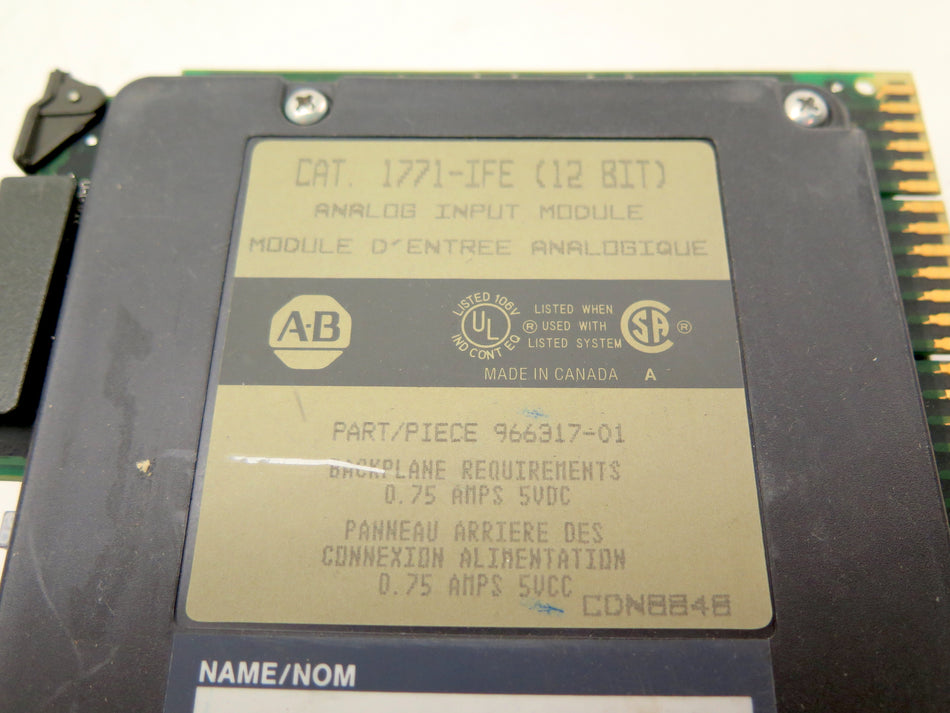 CAT. 1771-IFE (12 BIT)
ANALOG INPUT MODULE
MODULE D'ENTREE ANALOGIQUE
A-B
LISTED 106V
UL
IND CONT EQ
®
LISTED WHEN
USED WITH
LISTED SYSTEM
SA ®
MADE IN CANADA A
PART/PIECE 966317-01
BACKPLANE REQUIREMENTS
0.75 AMPS 5VDC
PANNEAU ARRIERE DES
CONNEXION ALIMENTATION
0.75 AMPS 5VCC
CDN8848
NAME/NOM